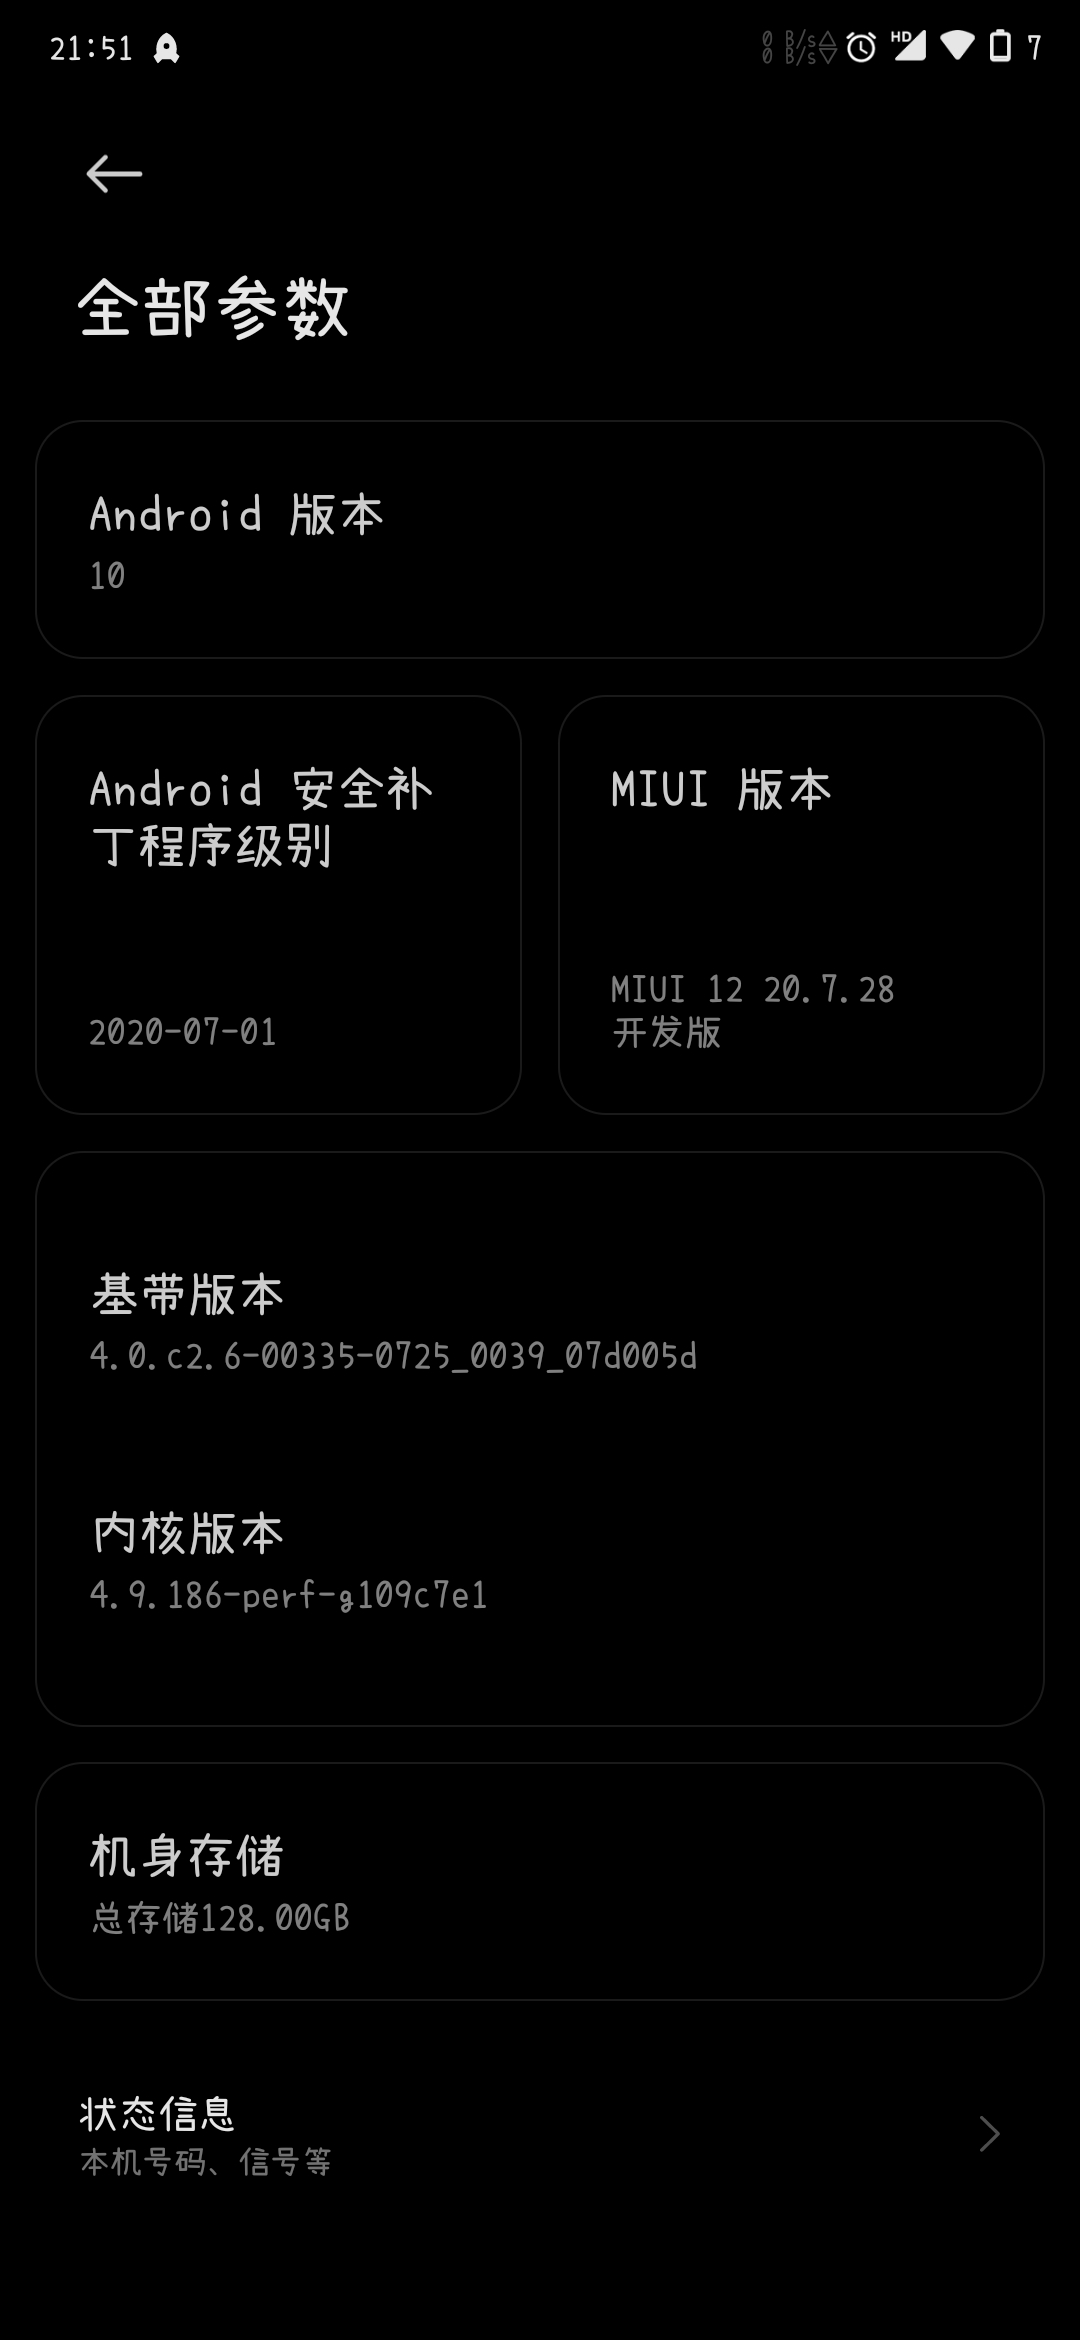 21:51
0 B/s
0 B/s
HD
7
全部参数
Android 版本
10
Android 安全补
丁程序级别
2020-07-01
MIUI 版本
MIUI 12 20.7.28
开发版
基带版本
4.0.c2.6-00335-0725_0039_07d005d
内核版本
4.9.186-perf-g109c7e1
机身存储
总存储128.00GB
状态信息
本机号码、信号等